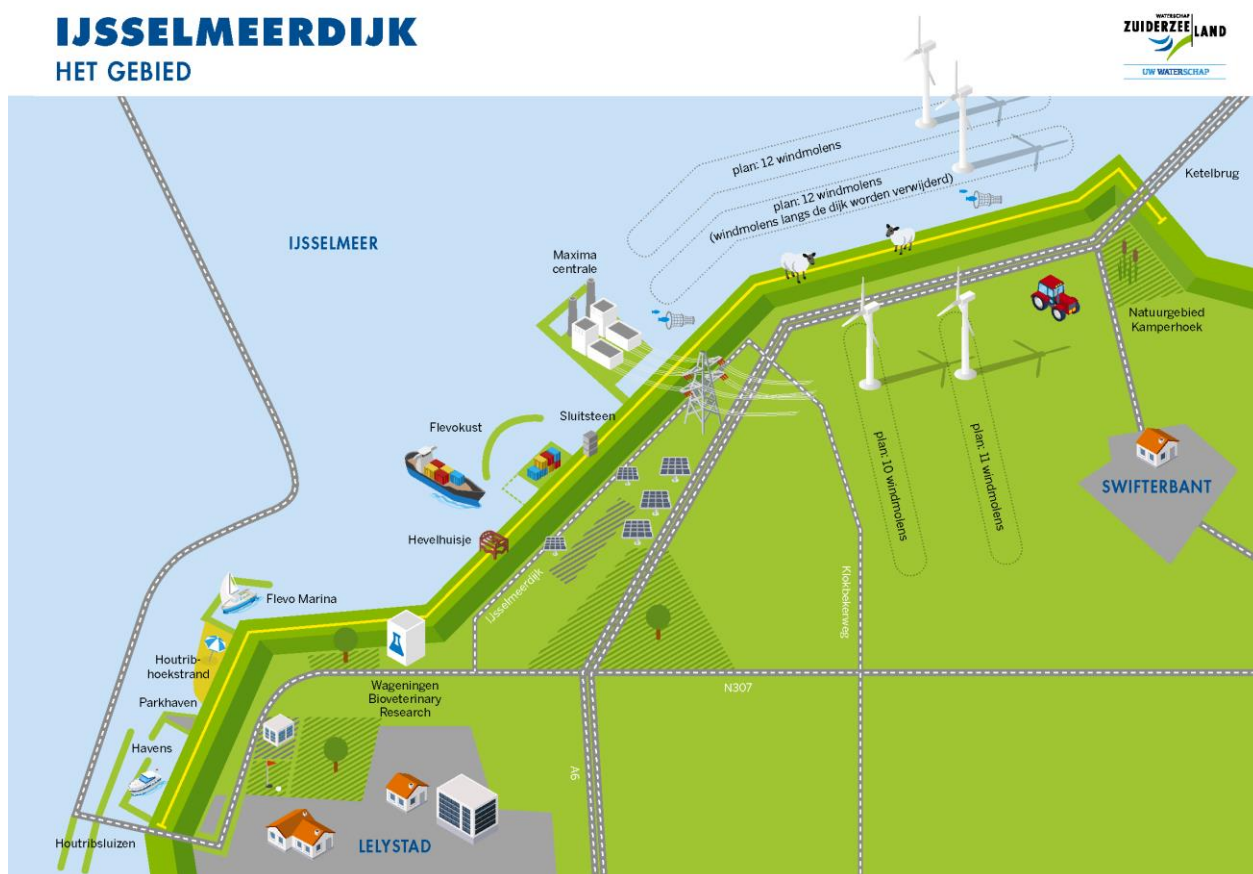 IJSSELMEERDIJK
HET GEBIED
WATERSCHAP
ZUIDERZEELAND
UW WATERSCHAP
plan: 12 windmolens
plan: 12 windmolens
(windmolens langs de dijk worden verwijderd)
Ketelbrug
IJSSELMEER
Maxima
centrale
Natuurgebied
Kamperhoek
Flevokust
Sluitsteen
plan: 10 windmolens
plan: 11 windmolens
SWIFTERBANT
Hevelhuisje
IJsselmeerdijk
Klokbekerweg
Flevo Marina
Houtrib-
hoekstrand
Parkhaven
Wageningen
Bioveterinary
Research
N307
Havens
A6
Houtribsluizen
LELYSTAD